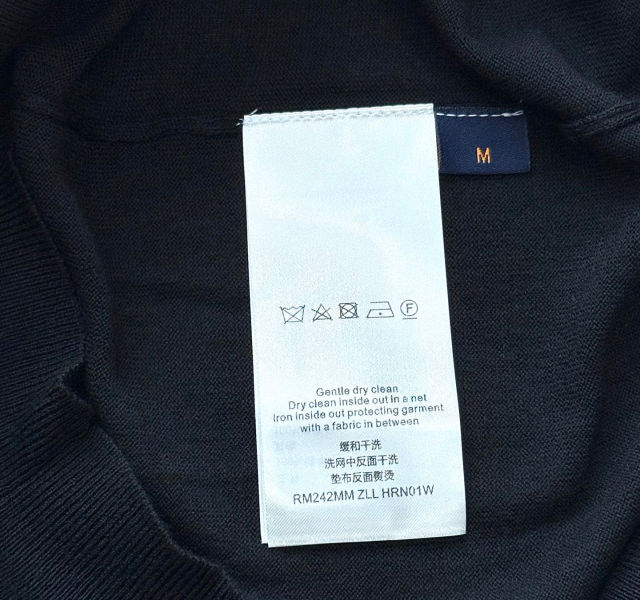 M
F
Gentle dry clean
Dry clean inside out in a net
Iron inside out protecting garment
with a fabric in between
缓和干洗
洗网中反面干洗
垫布反面熨烫
RM242MM ZLL HRN01W